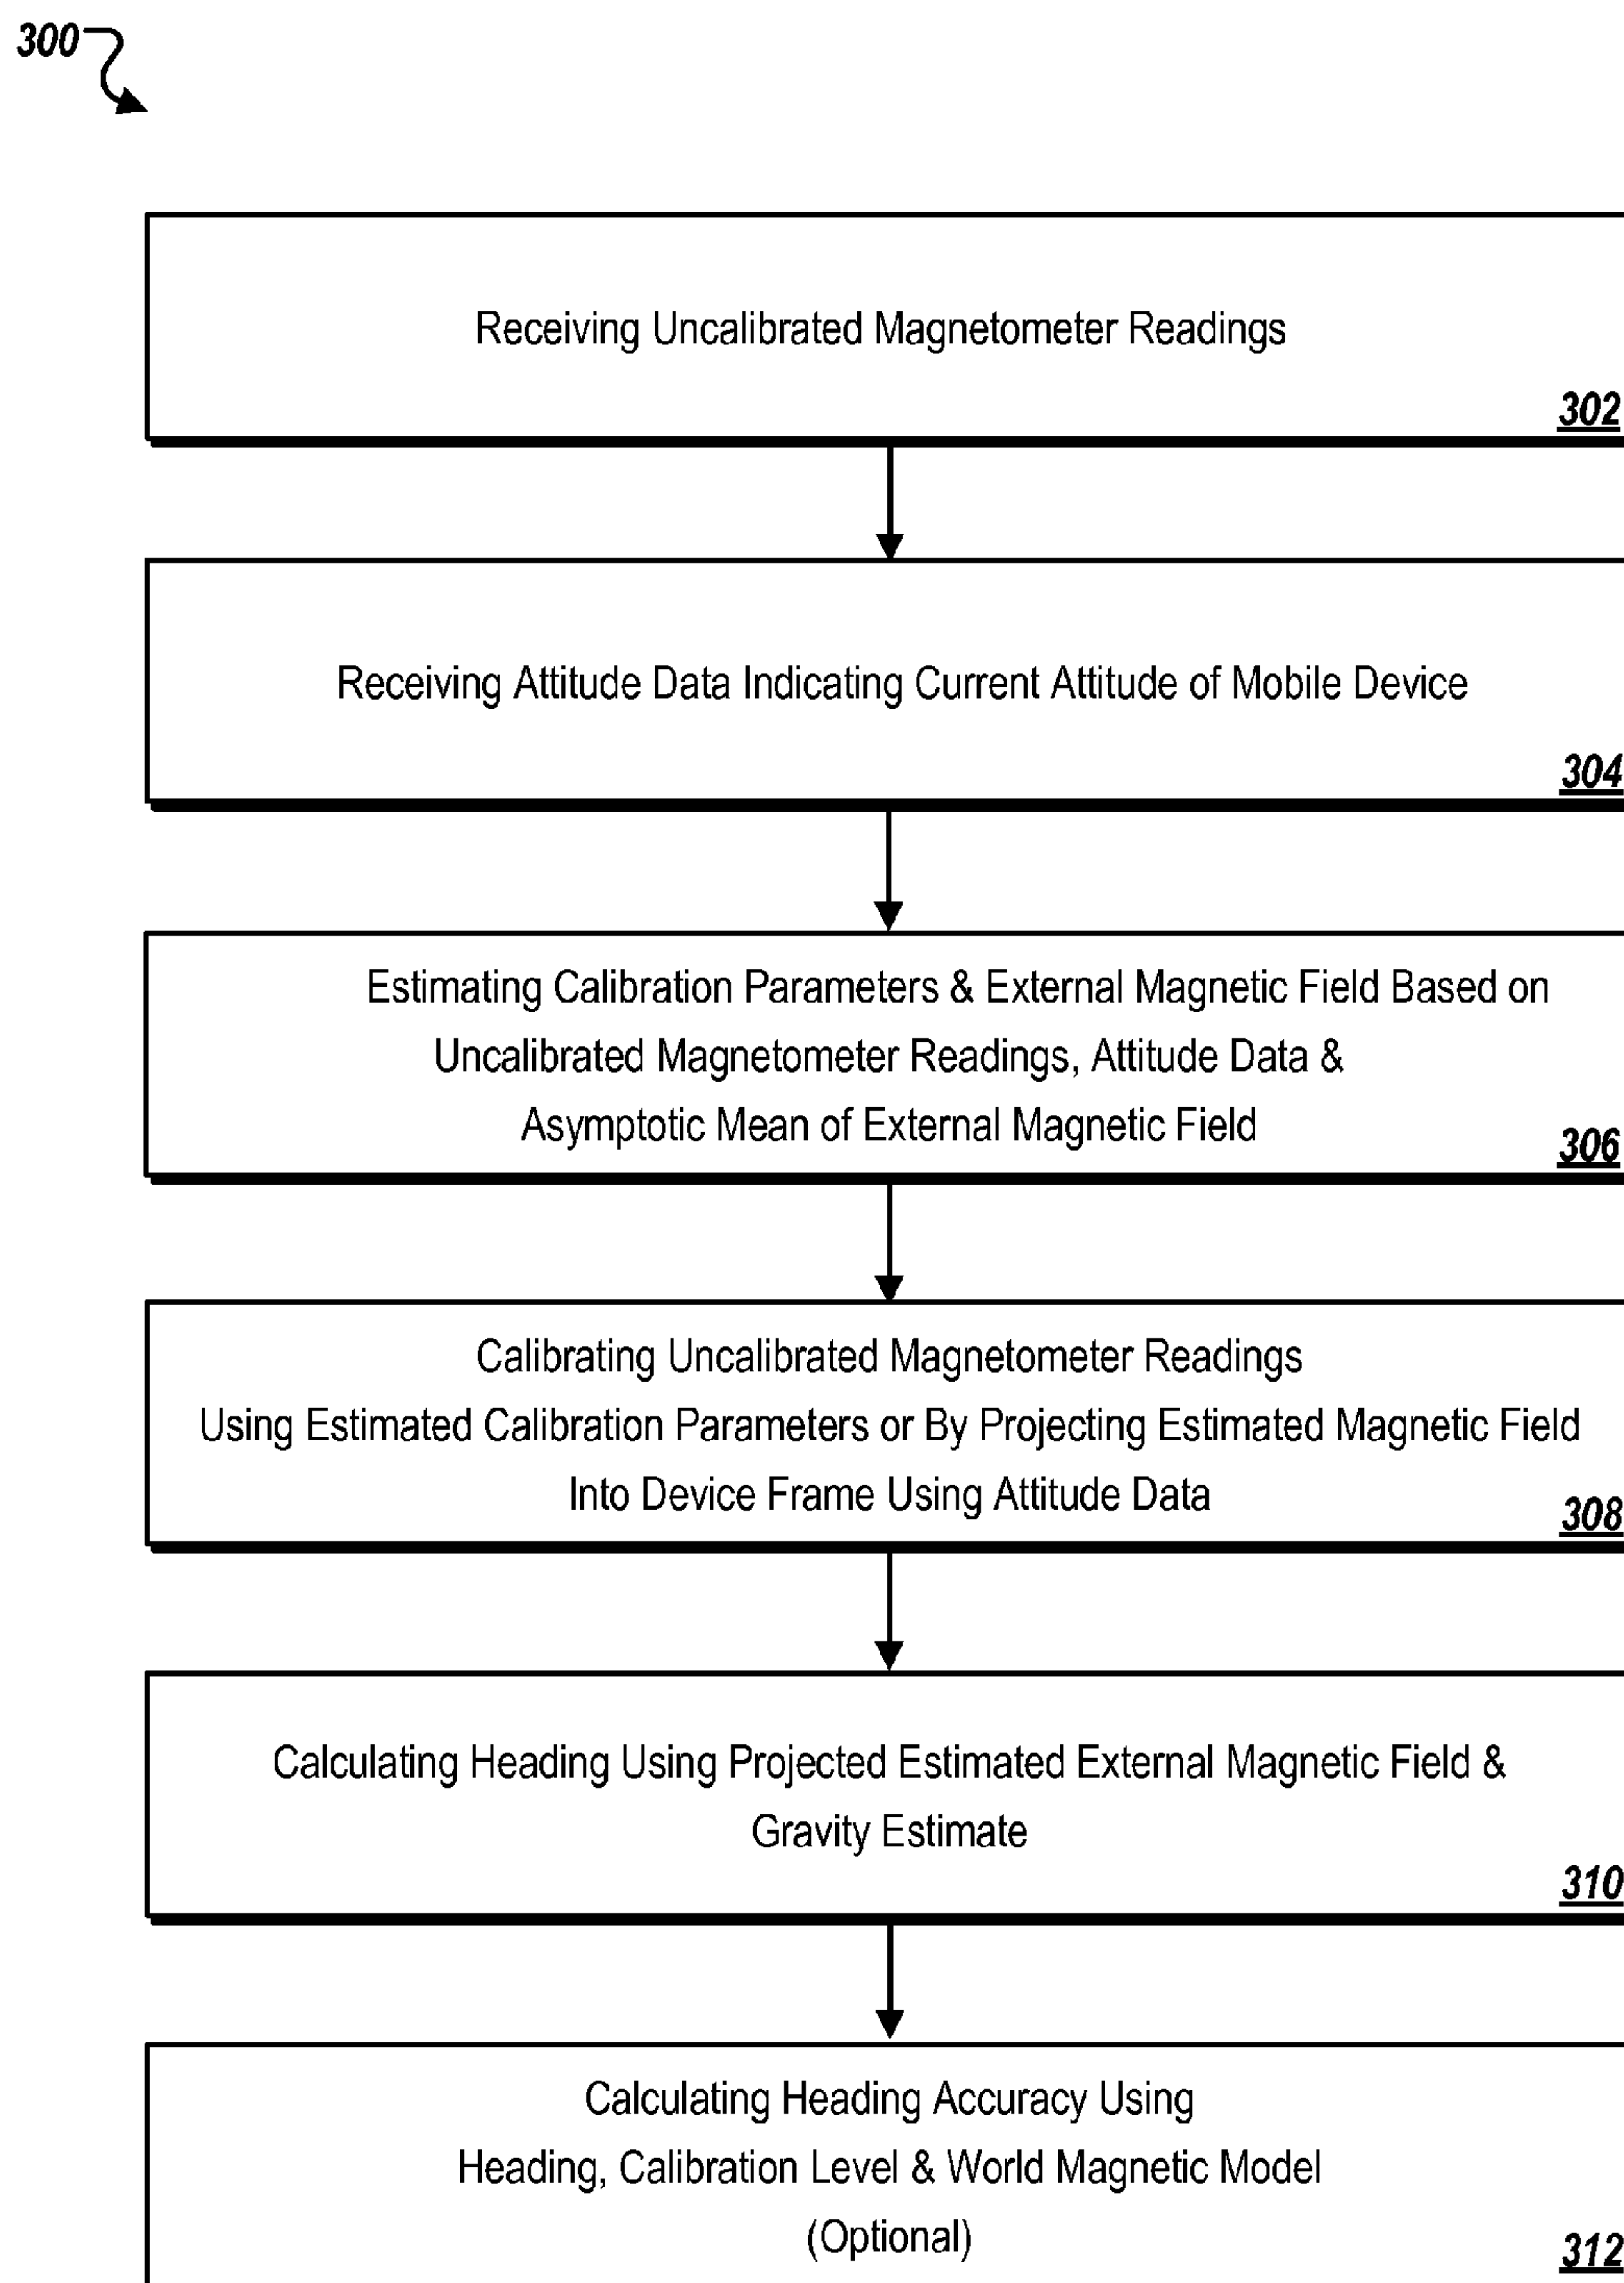 300
Receiving Uncalibrated Magnetometer Readings
302
Receiving Attitude Data Indicating Current Attitude of Mobile Device
304
Estimating Calibration Parameters & External Magnetic Field Based on
Uncalibrated Magnetometer Readings, Attitude Data &
Asymptotic Mean of External Magnetic Field
306
Calibrating Uncalibrated Magnetometer Readings
Using Estimated Calibration Parameters or By Projecting Estimated Magnetic Field
Into Device Frame Using Attitude Data
308
Calculating Heading Using Projected Estimated External Magnetic Field &
Gravity Estimate
310
Calculating Heading Accuracy Using
Heading, Calibration Level & World Magnetic Model
(Optional)
312